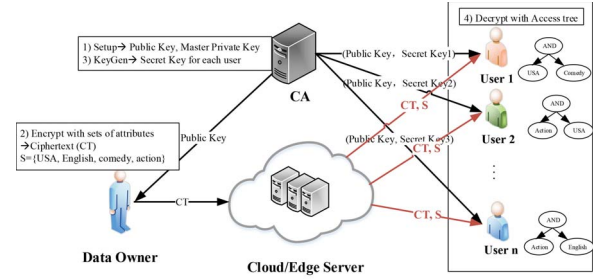 4) Decrypt with Access tree
1) Setup→ Public Key, Master Private Key
3) KeyGen→ Secret Key for each user
CA
(Public Key, Secret Key1)
User 1
AND
USA
Comedy
(Public Key, Secret Key2)
CT, S
User 2
AND
Action
USA
2) Encrypt with sets of attributes
→Ciphertext (CT)
S={USA, English, comedy, action}
Public Key
(Public Key, Secret Key3)
CT, S
CT
CT, S
User n
AND
Action
English
Data Owner
Cloud/Edge Server